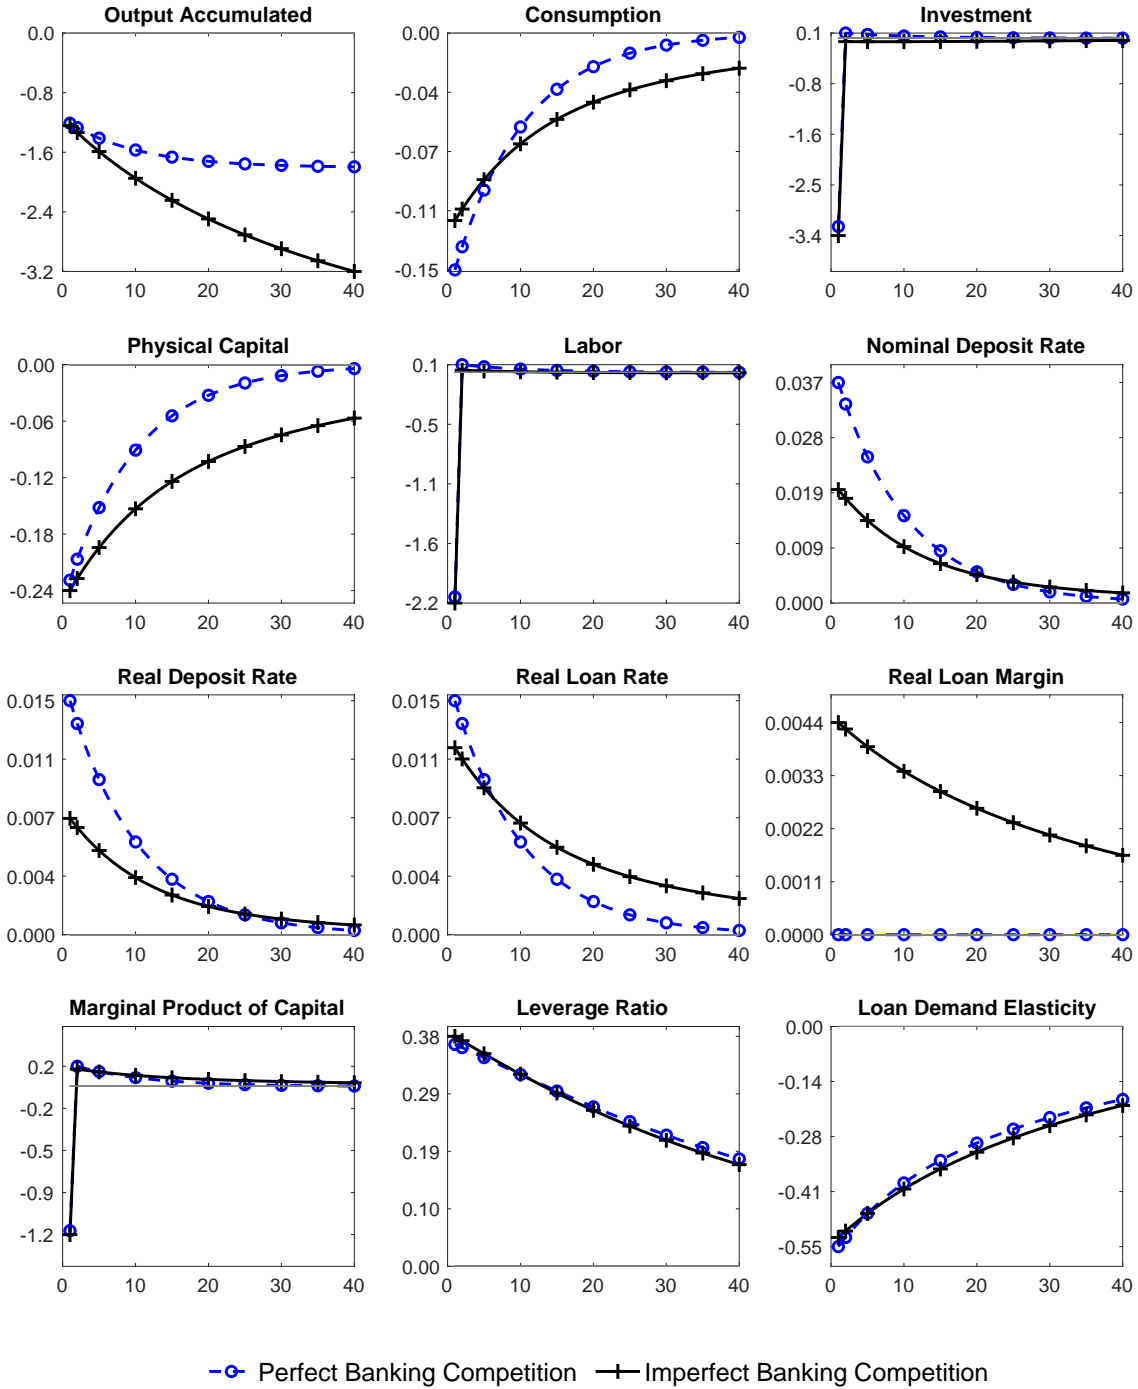 Output Accumulated
0.0
-0.8
-1.6
-2.4
-3.2
0 10 20 30 40
Consumption
0.00
-0.04
-0.07
-0.11
-0.15
0 10 20 30 40
Investment
0.1
-0.8
-1.6
-2.5
-3.4
0 10 20 30 40
Physical Capital
0.00
-0.06
-0.12
-0.18
-0.24
0 10 20 30 40
Labor
0.1
-0.5
-1.1
-1.6
-2.2
0 10 20 30 40
Nominal Deposit Rate
0.037
0.028
0.019
0.009
0.000
0 10 20 30 40
Real Deposit Rate
0.015
0.011
0.007
0.004
0.000
0 10 20 30 40
Real Loan Rate
0.015
0.011
0.007
0.004
0.000
0 10 20 30 40
Real Loan Margin
0.0044
0.0033
0.0022
0.0011
0.0000
0 10 20 30 40
Marginal Product of Capital
0.2
-0.2
-0.5
-0.9
-1.2
0 10 20 30 40
Leverage Ratio
0.38
0.29
0.19
0.10
0.00
0 10 20 30 40
Loan Demand Elasticity
0.00
-0.14
-0.28
-0.41
-0.55
0 10 20 30 40
Perfect Banking Competition Imperfect Banking Competition